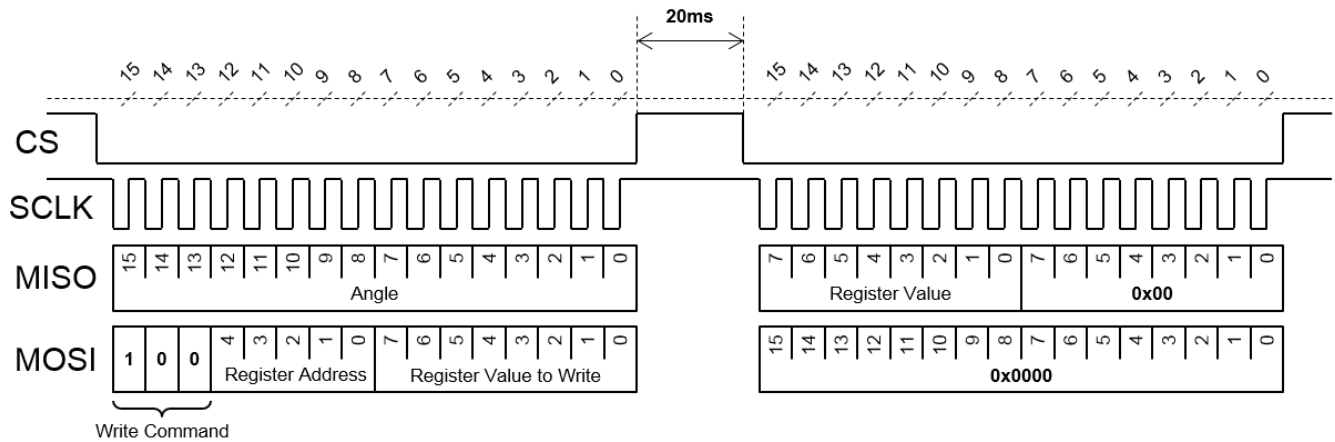 20ms
15 14 13 12 11 10 9 8 7 6 5 4 3 2 1 0 15 14 13 12 11 10 9 8 7 6 5 4 3 2 1 0
CS
SCLK
MISO 15 14 13 12 11 10 9 8 7 6 5 4 3 2 1 0 7 6 5 4 3 2 1 0 7 6 5 4 3 2 1 0
Angle Register Value 0x00
MOSI 1 0 0 4 3 2 1 0 7 6 5 4 3 2 1 0 15 14 13 12 11 10 9 8 7 6 5 4 3 2 1 0
Register Address Register Value to Write 0x0000
Write Command